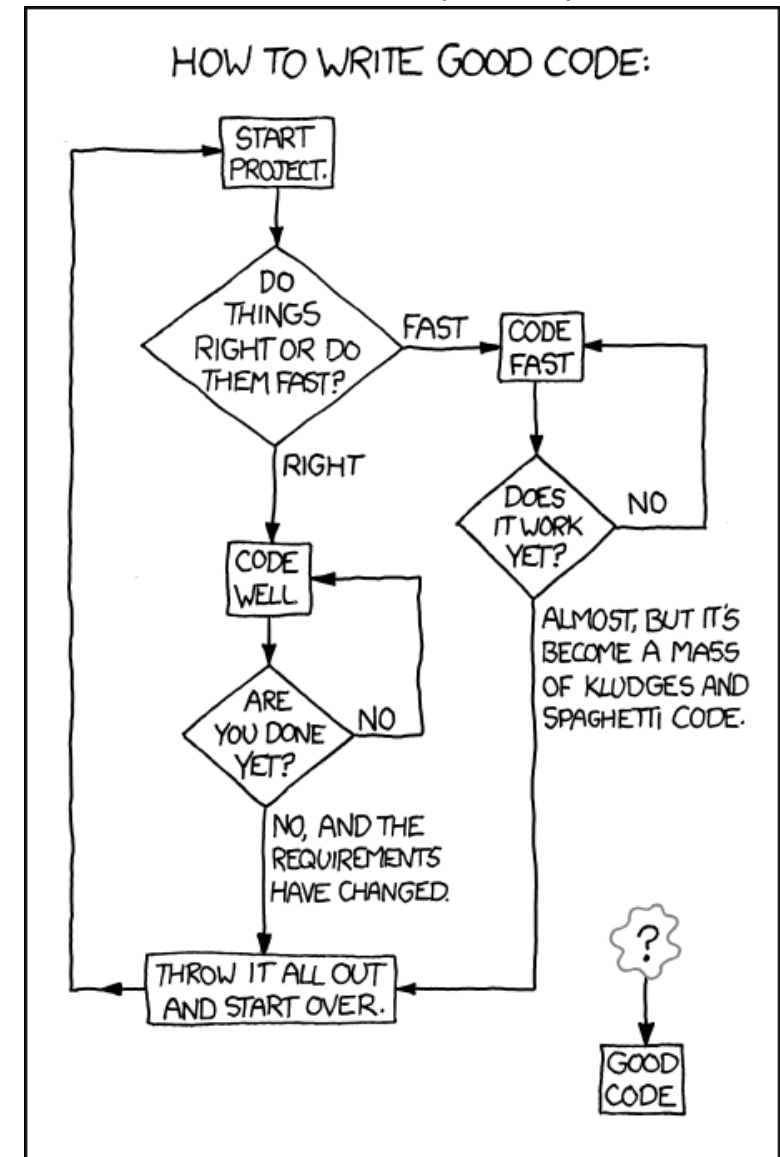 HOW TO WRITE GOOD CODE:
START
PROJECT.
DO
THINGS
RIGHT OR DO
THEM FAST?
FAST
CODE
FAST
RIGHT
DOES
IT WORK
YET?
NO
CODE
WELL
ALMOST, BUT IT'S
BECOME A MASS
OF KLUDGES AND
SPAGHETTI CODE.
ARE
YOU DONE
YET?
NO
NO, AND THE
REQUIREMENTS
HAVE CHANGED.
THROW IT ALL OUT
AND START OVER.
?
GOOD
CODE